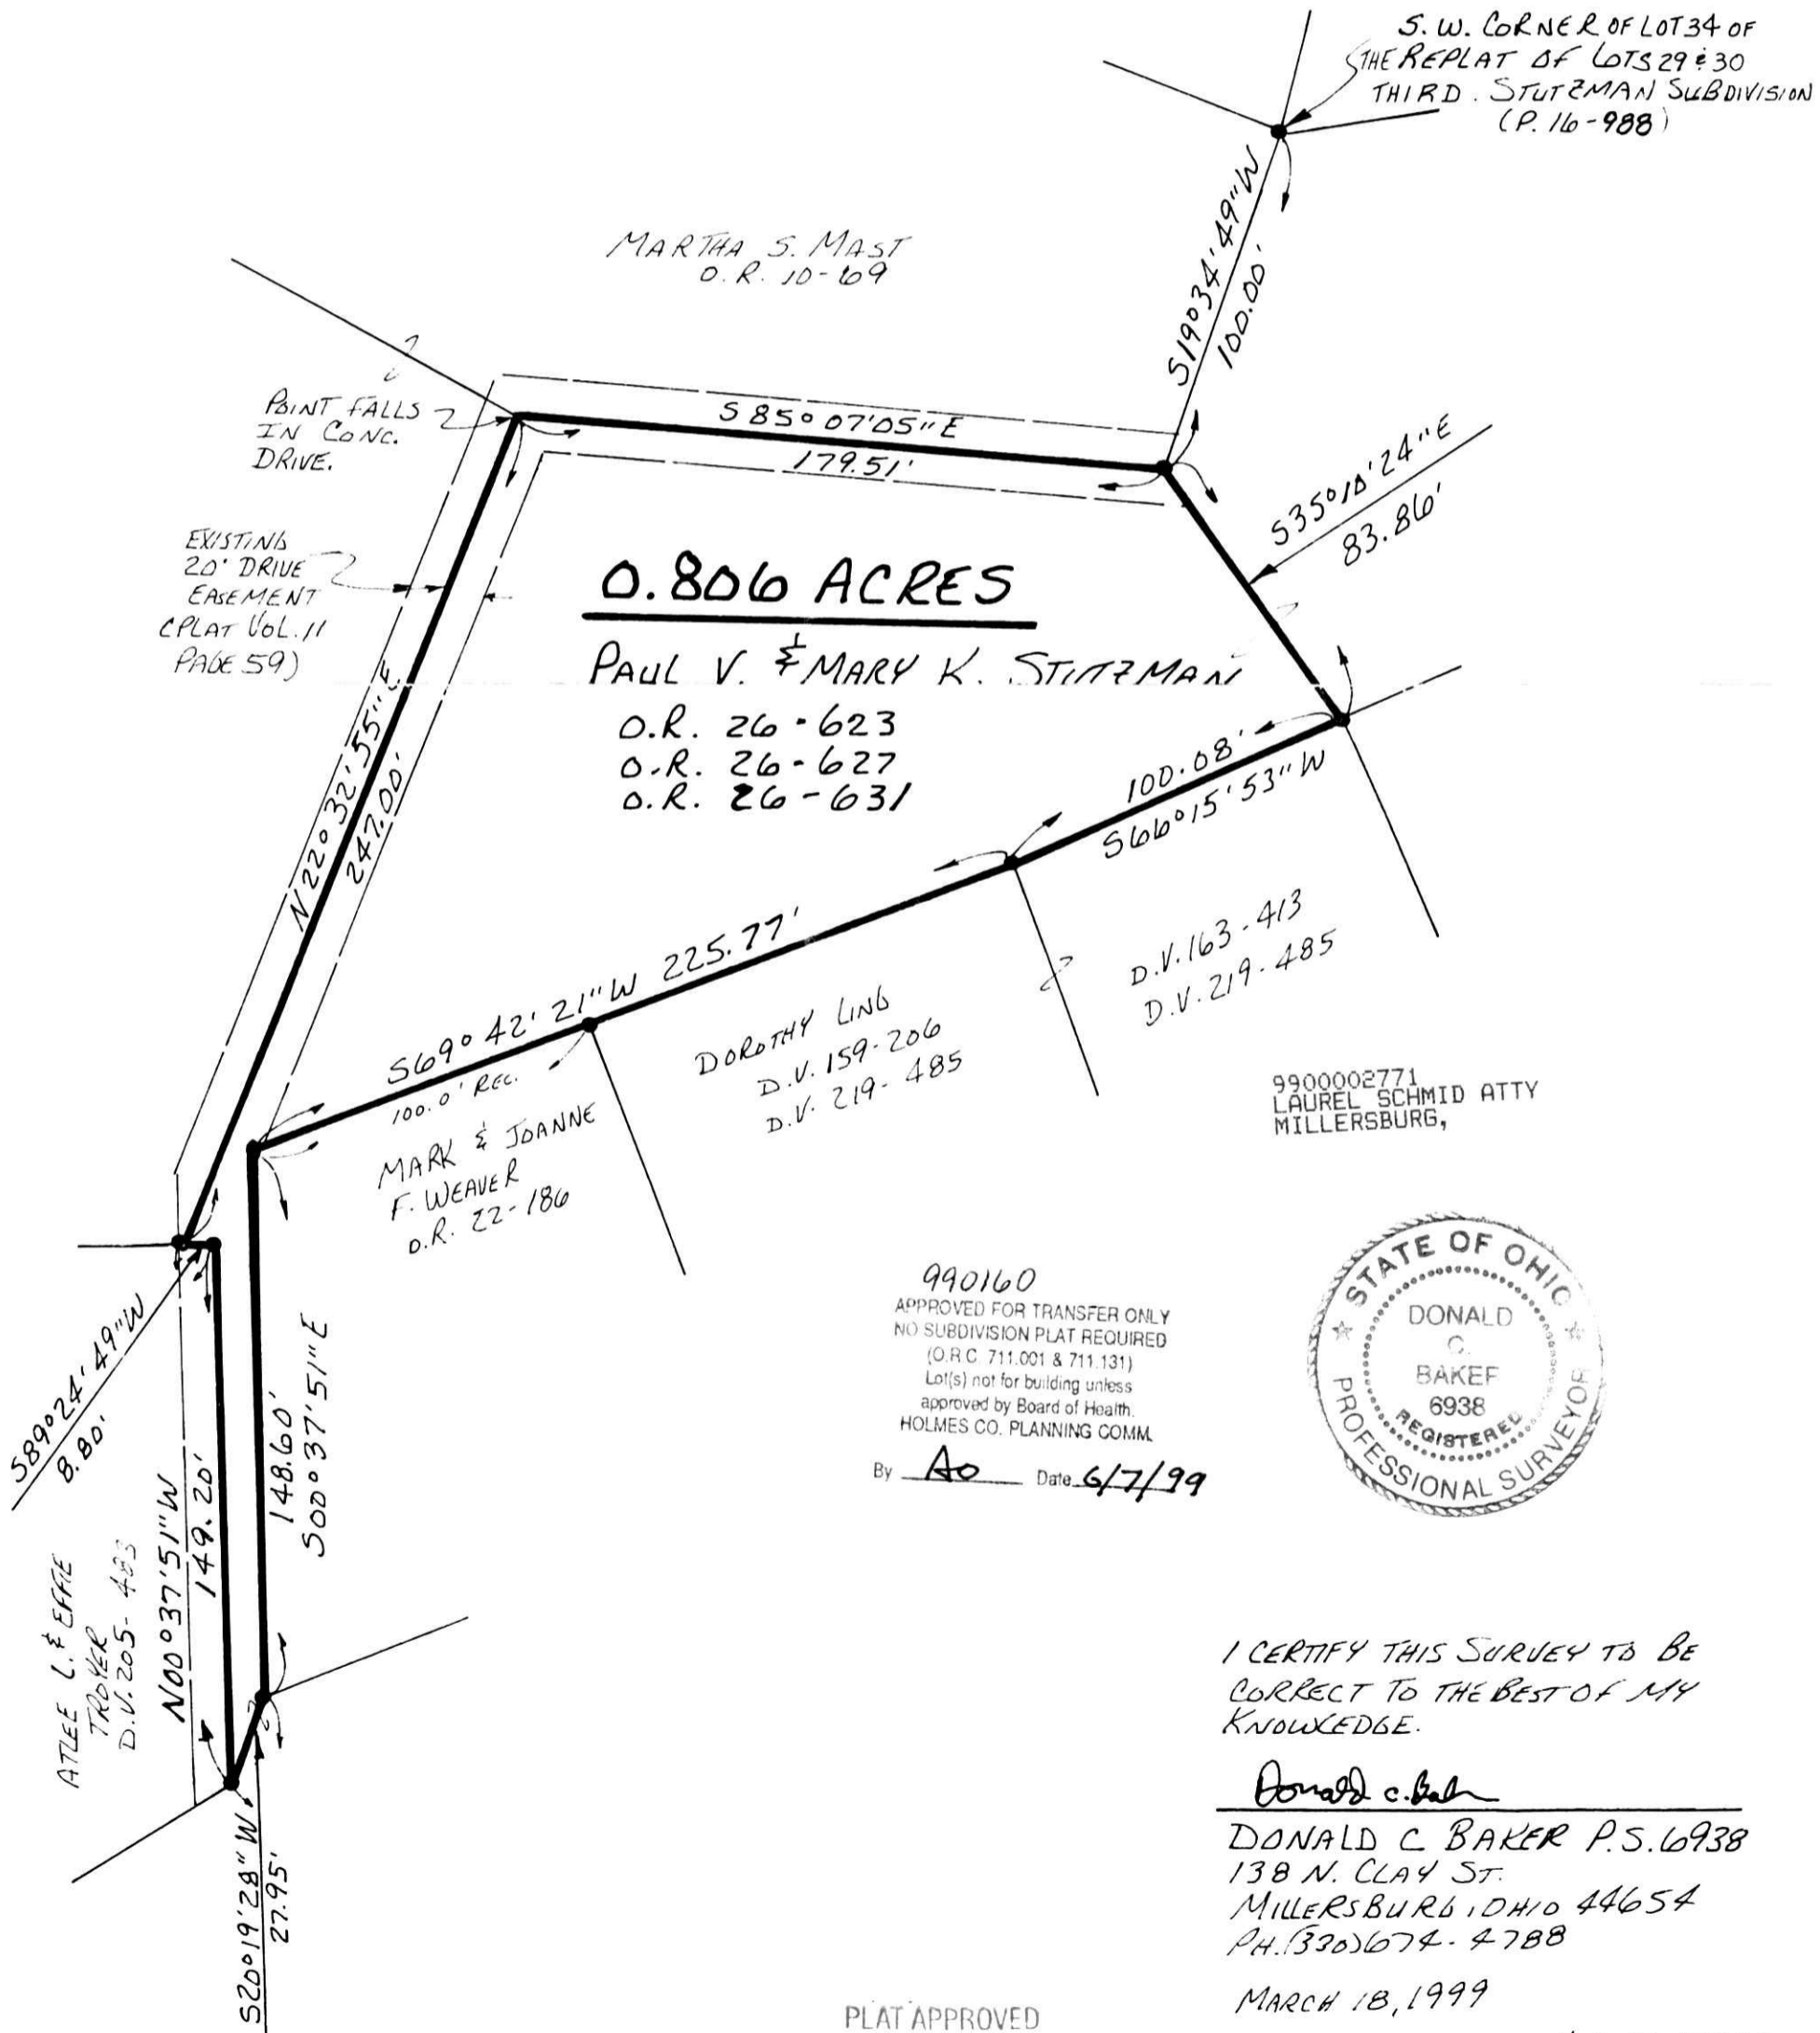 S.W. CORNER OF LOT 34 OF
THE REPLAT OF LOTS 29 & 30
THIRD. STUTZMAN SUBDIVISION
(P. 16-988)
S19°34'49"W
100.00'
MARTHA S. MAST
O.R. 10-69
POINT FALLS
IN CONC.
DRIVE.
S 85° 07'05"E
179.51'
S35°10'24"E
83.86'
EXISTING
20' DRIVE
EASEMENT
(PLAT VOL. 11
PAGE 59)
0.806 ACRES
PAUL V. & MARY K. STUTZMAN
O.R. 26-623
O.R. 26-627
O.R. 26-631
N22°32'55"E
247.00'
100.08'
S66°15'53"W
S69°42'21"W 225.77'
100.0' REC.
D.V. 163-413
D.V. 219-485
DOROTHY LING
D.V. 159-206
D.V. 219-485
MARK & JOANNE
F. WEAVER
O.R. 22-186
9900002771
LAUREL SCHMID ATTY
MILLERSBURG,
990160
APPROVED FOR TRANSFER ONLY
NO SUBDIVISION PLAT REQUIRED
(O.R.C 711.001 & 711.131)
Lot(s) not for building unless
approved by Board of Health.
HOLMES CO. PLANNING COMM.
By AO Date 6/7/99
STATE OF OHIO
DONALD
C.
BAKER
6938
REGISTERED
PROFESSIONAL SURVEYOR
S89°24'49"W
8.80'
N00°37'51"W
149.20'
148.60'
S00°37'51"E
ATLEE L. & EFFIE
TROYER
D.V. 205-483
S20°19'28"W
27.95'
I CERTIFY THIS SURVEY TO BE
CORRECT TO THE BEST OF MY
KNOWLEDGE.
Donald C. Baker
DONALD C BAKER P.S. 6938
138 N. CLAY ST.
MILLERSBURG, OHIO 44654
PH. (330) 674-4788
MARCH 18, 1999
PLAT APPROVED